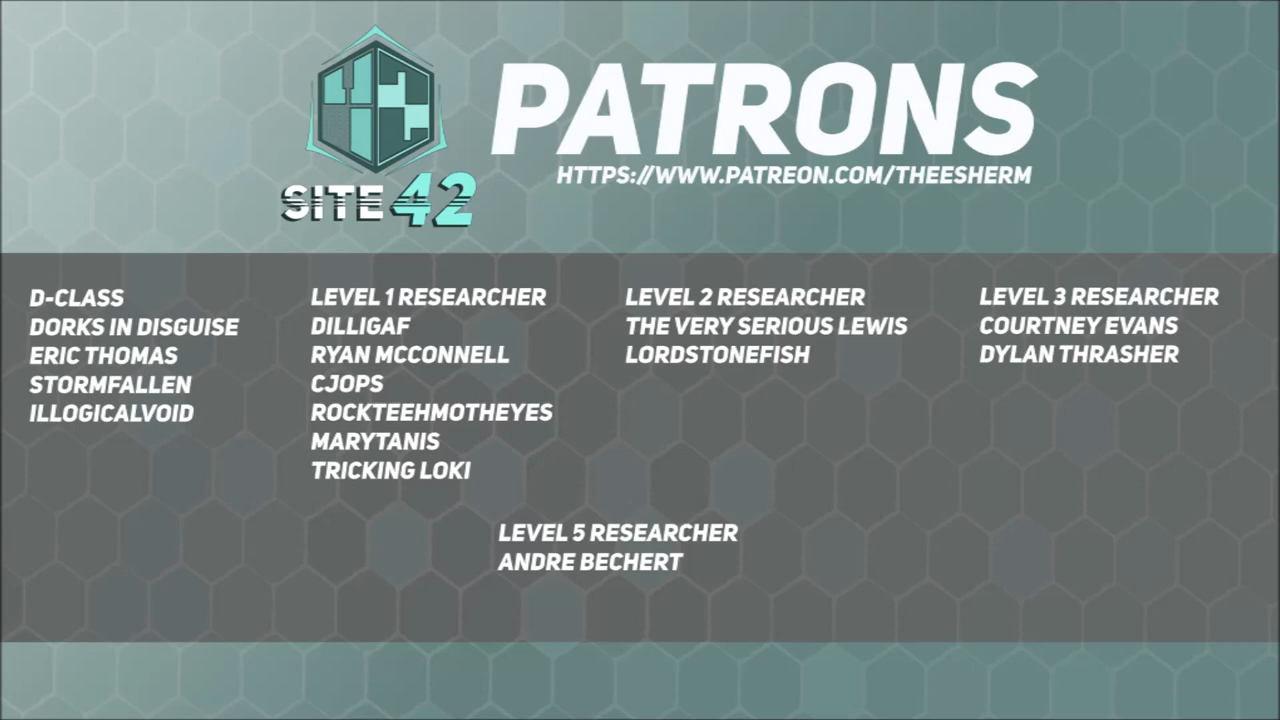 PATRONS
HTTPS://WWW.PATREON.COM/THEESHERM
SITE 42
D-CLASS
DORKS IN DISGUISE
ERIC THOMAS
STORMFALLEN
ILLOGICALVOID
LEVEL 1 RESEARCHER
DILLIGAF
RYAN MCCONNELL
CJOPS
ROCKTEEHMOTHEYES
MARYTANIS
TRICKING LOKI
LEVEL 2 RESEARCHER
THE VERY SERIOUS LEWIS
LORDSTONEFISH
LEVEL 3 RESEARCHER
COURTNEY EVANS
DYLAN THRASHER
LEVEL 5 RESEARCHER
ANDRE BECHERT